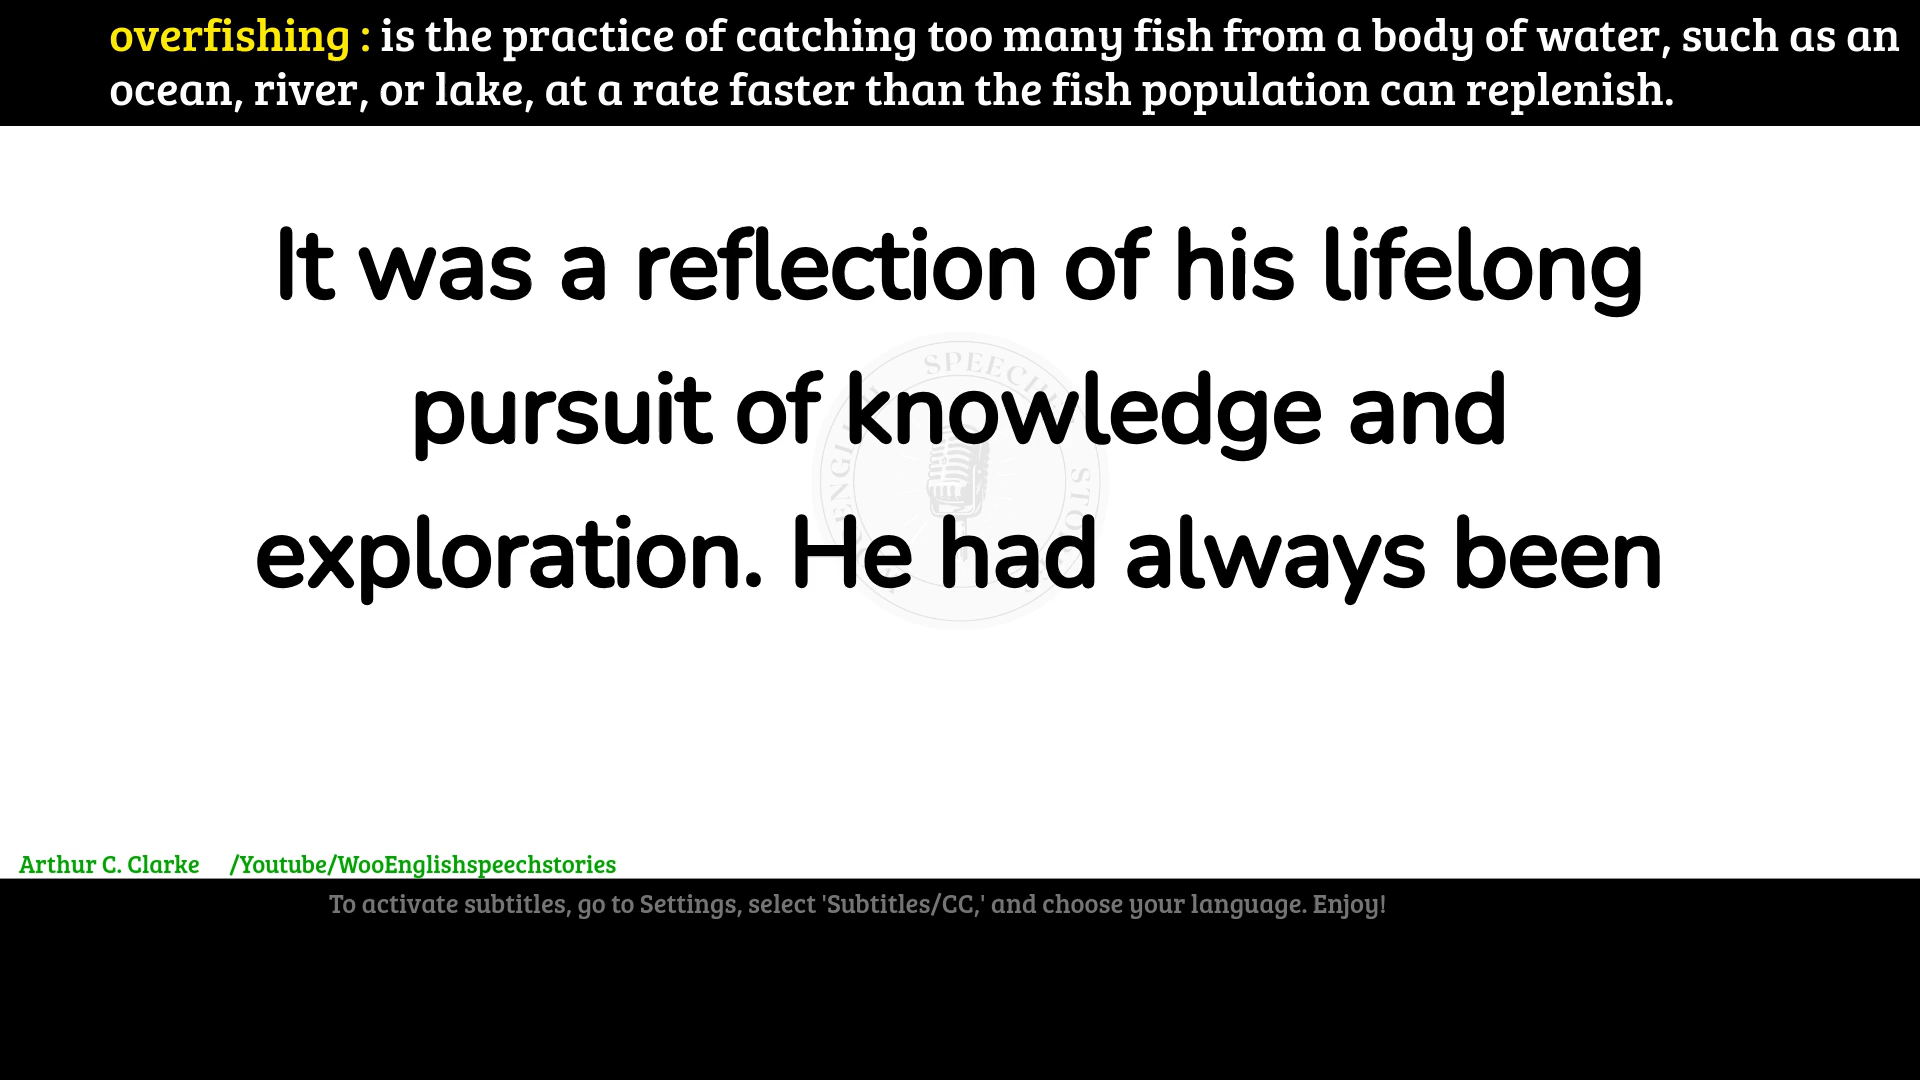 overfishing : is the practice of catching too many fish from a body of water, such as an
ocean, river, or lake, at a rate faster than the fish population can replenish.
It was a reflection of his lifelong
pursuit of knowledge and
exploration. He had always been
Arthur C. Clarke /Youtube/WooEnglishspeechstories
To activate subtitles, go to Settings, select 'Subtitles/CC,' and choose your language. Enjoy!